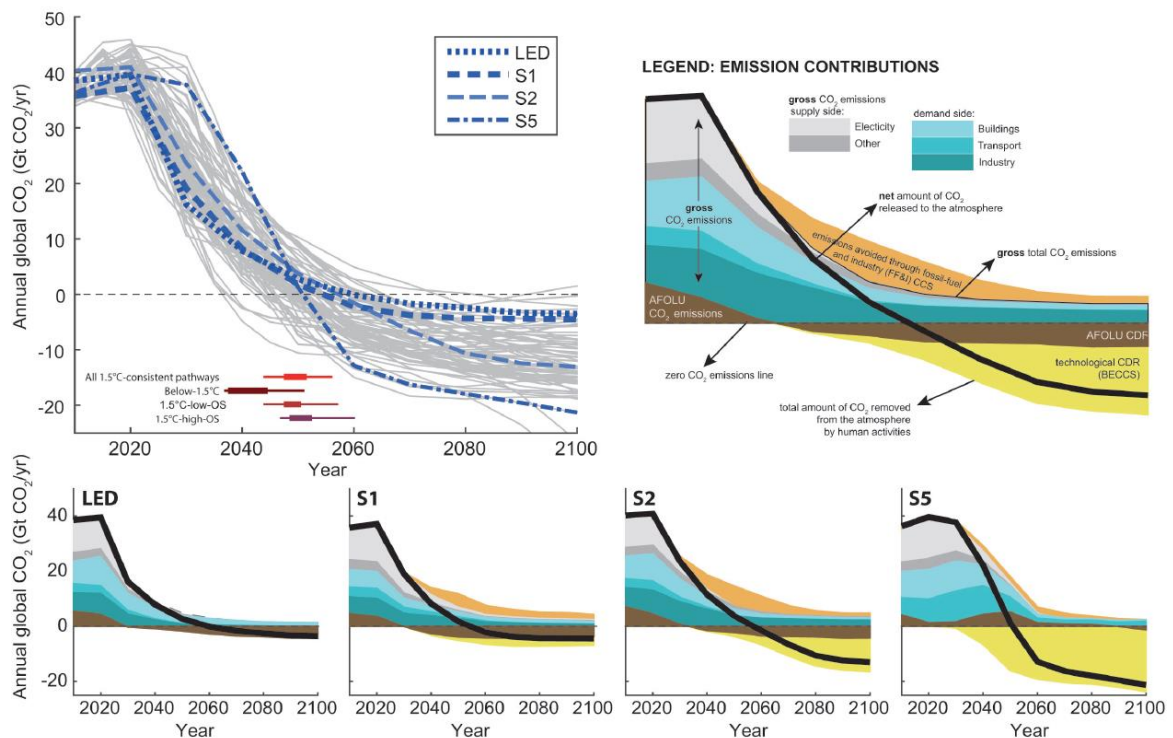 50
40
30
20
10
0
-10
-20
Annual global CO₂ (Gt CO₂/yr)
LED
S1
S2
S5
All 1.5°C-consistent pathways
Below-1.5°C
1.5°C-low-OS
1.5°C-high-OS
2020
2040
2060
2080
2100
Year
LEGEND: EMISSION CONTRIBUTIONS
gross CO₂ emissions
supply side:
Electicity
Other
demand side:
Buildings
Transport
Industry
gross
CO₂ emissions
net amount of CO₂
released to the atmosphere
emissions avoided through fossil-fuel
and industry (FF&I) CCS
gross total CO₂ emissions
AFOLU
CO₂ emissions
AFOLU CDR
technological CDR
(BECCS)
zero CO₂ emissions line
total amount of CO₂ removed
from the atmosphere
by human activities
Annual global CO₂ (Gt CO₂/yr)
40
20
0
-20
LED
2020
2040
2060
2080
2100
Year
S1
2020
2040
2060
2080
2100
Year
S2
2020
2040
2060
2080
2100
Year
S5
2020
2040
2060
2080
2100
Year